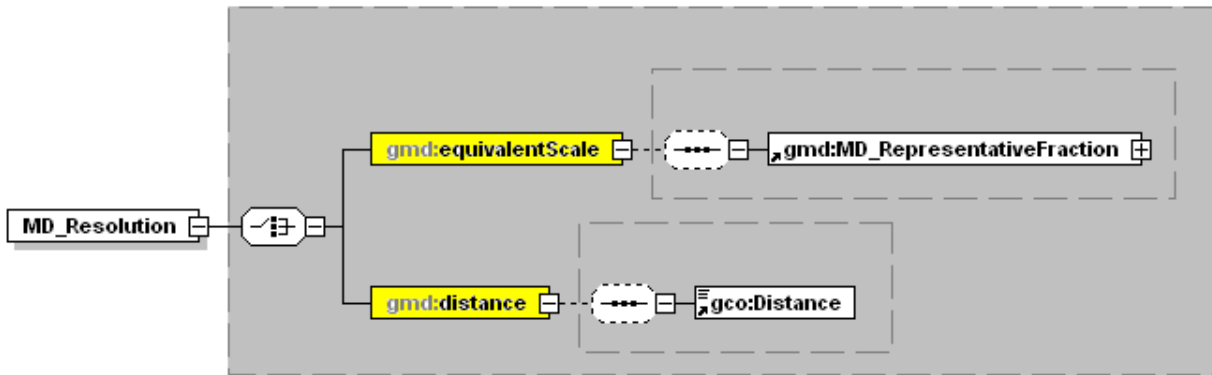 gmd:equivalentScale
gmd:MD_RepresentativeFraction
MD_Resolution
gmd:distance
gco:Distance